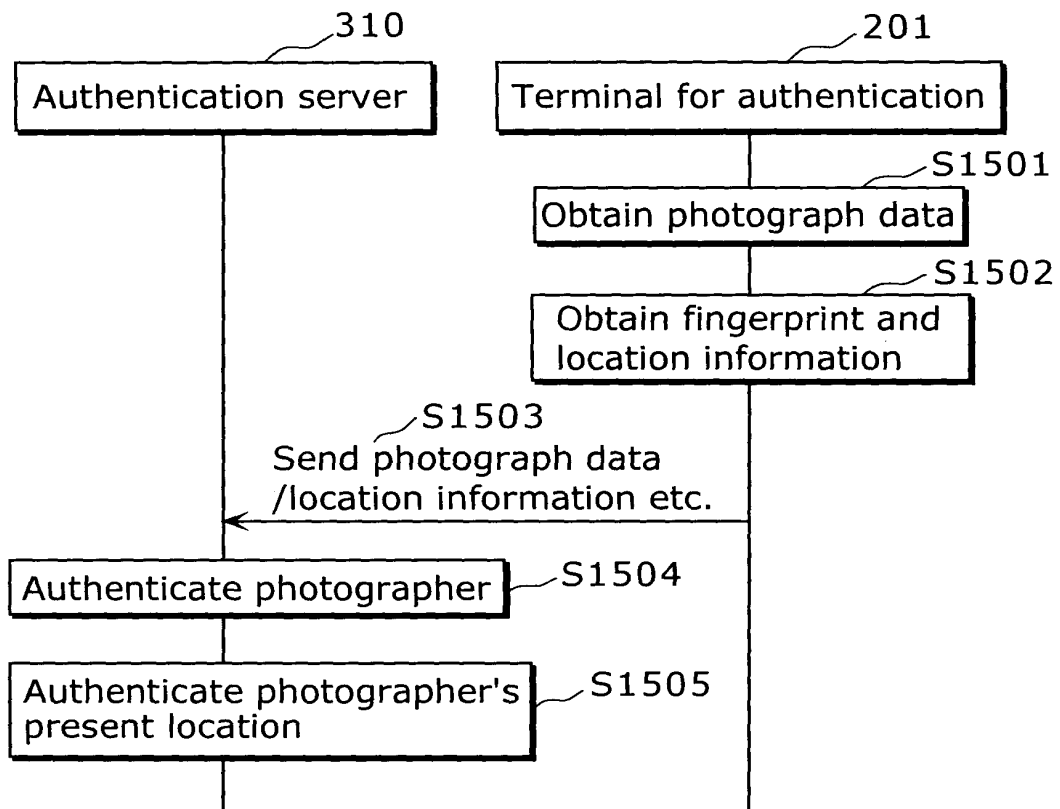 310
201
Authentication server
Terminal for authentication
S1501
Obtain photograph data
S1502
Obtain fingerprint and
location information
S1503
Send photograph data
/location information etc.
Authenticate photographer
S1504
Authenticate photographer's
present location
S1505